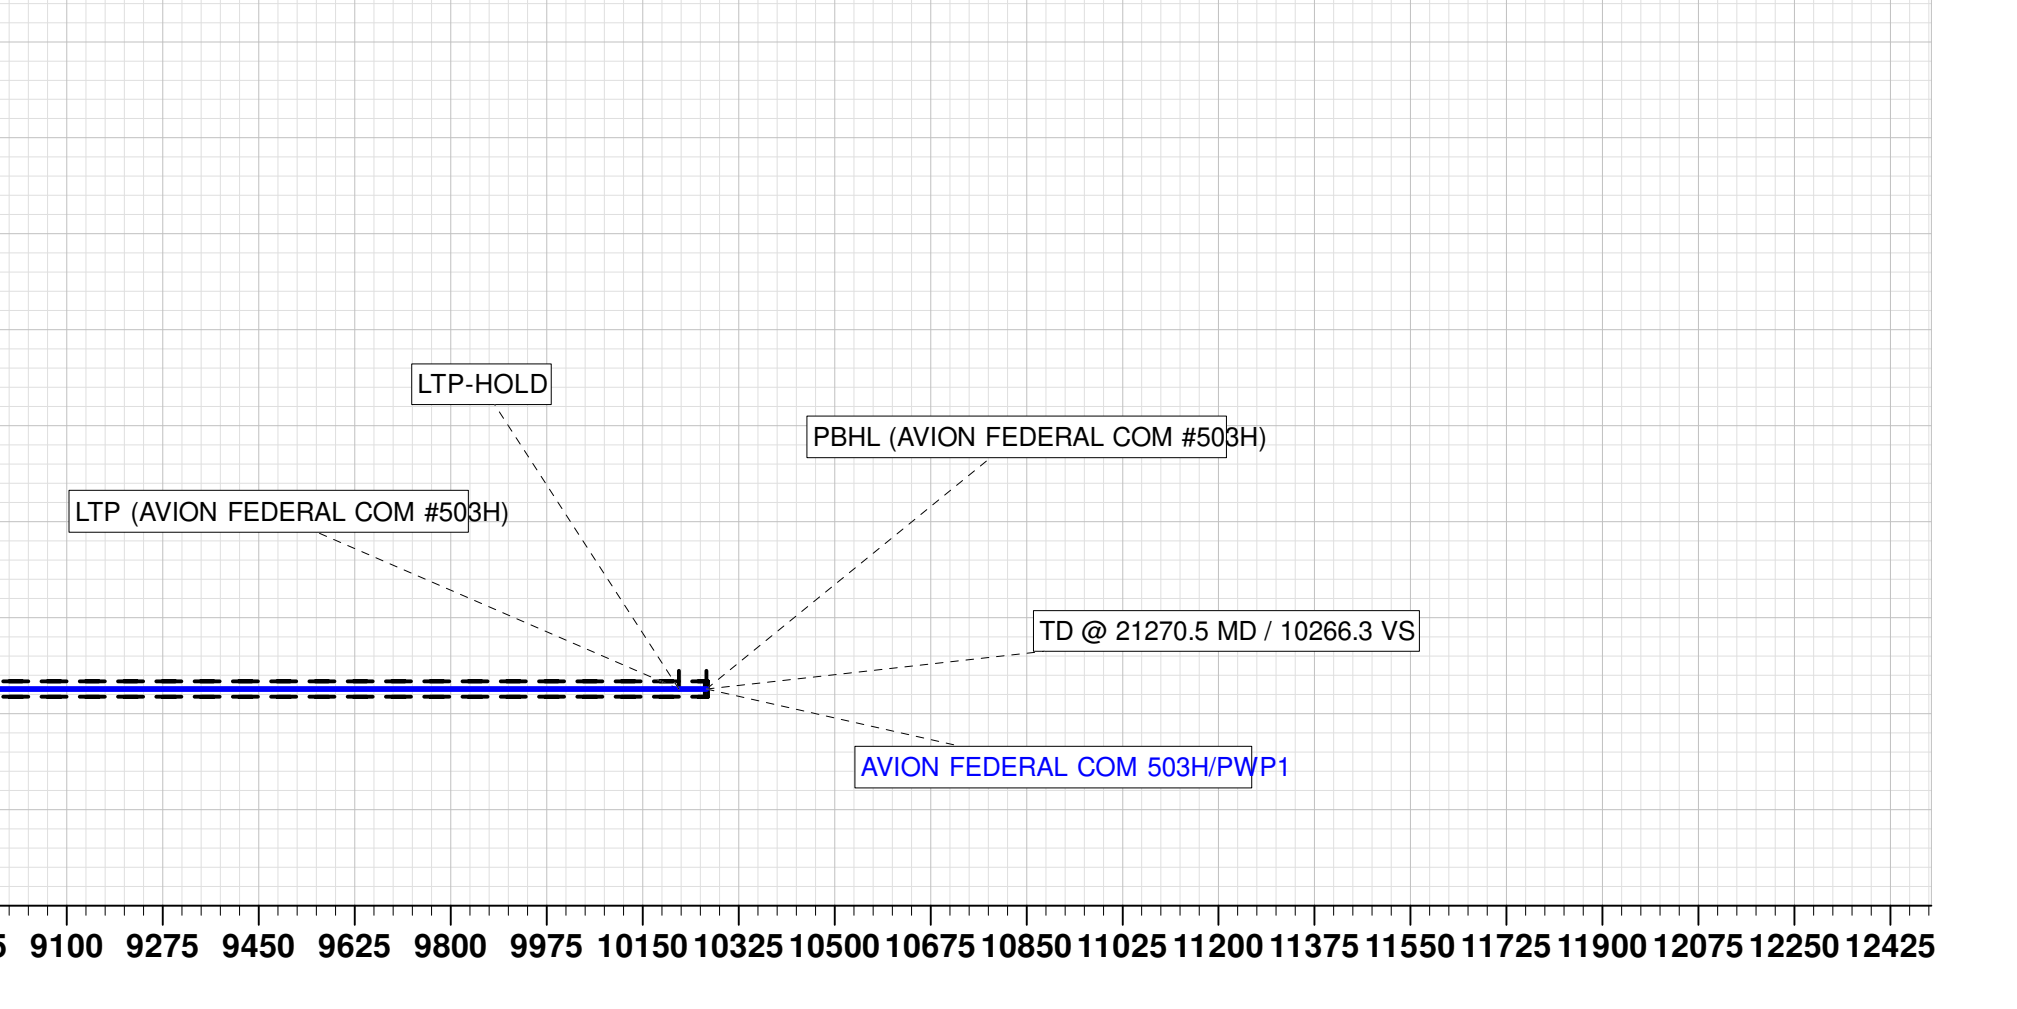 LTP-HOLD
PBHL (AVION FEDERAL COM #503H)
LTP (AVION FEDERAL COM #503H)
TD @ 21270.5 MD / 10266.3 VS
AVION FEDERAL COM 503H/PWP1
5 9100 9275 9450 9625 9800 9975 10150 10325 10500 10675 10850 11025 11200 11375 11550 11725 11900 12075 12250 12425